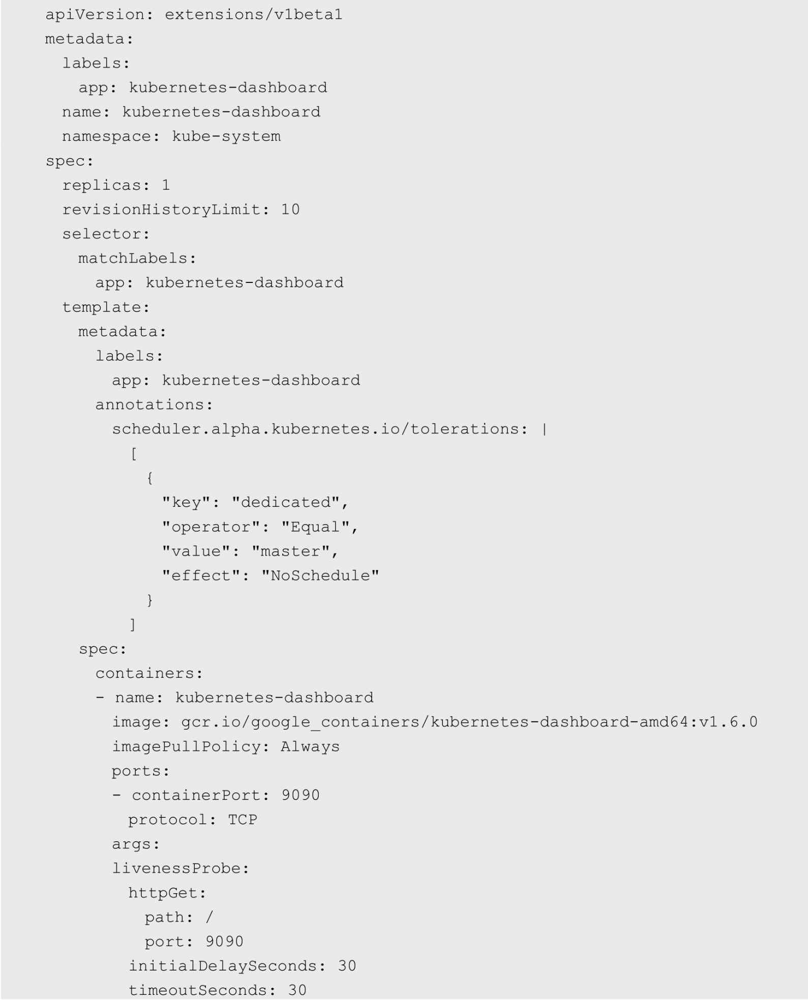 apiVersion: extensions/v1beta1
metadata:
  labels:
    app: kubernetes-dashboard
  name: kubernetes-dashboard
  namespace: kube-system
spec:
  replicas: 1
  revisionHistoryLimit: 10
  selector:
    matchLabels:
      app: kubernetes-dashboard
  template:
    metadata:
      labels:
        app: kubernetes-dashboard
      annotations:
        scheduler.alpha.kubernetes.io/tolerations: |
          [
            {
              "key": "dedicated",
              "operator": "Equal",
              "value": "master",
              "effect": "NoSchedule"
            }
          ]
    spec:
      containers:
      - name: kubernetes-dashboard
        image: gcr.io/google_containers/kubernetes-dashboard-amd64:v1.6.0
        imagePullPolicy: Always
        ports:
        - containerPort: 9090
          protocol: TCP
        args:
        livenessProbe:
          httpGet:
            path: /
            port: 9090
          initialDelaySeconds: 30
          timeoutSeconds: 30